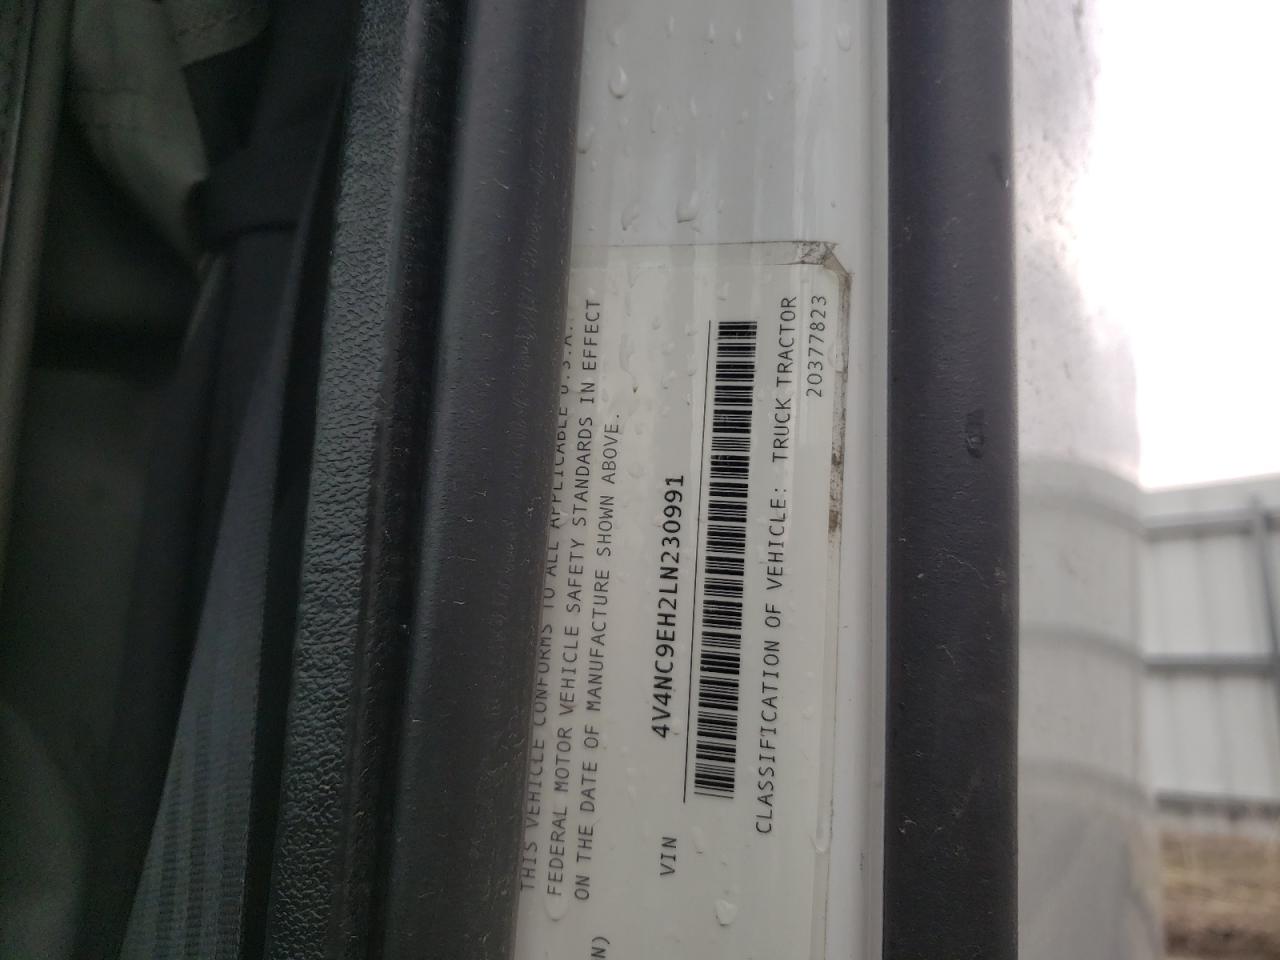 THIS VEHICLE CONFORMS TO ALL APPLICABLE U.S.A.
FEDERAL MOTOR VEHICLE SAFETY STANDARDS IN EFFECT
ON THE DATE OF MANUFACTURE SHOWN ABOVE.
VIN 4V4NC9EH2LN230991
CLASSIFICATION OF VEHICLE: TRUCK TRACTOR
20377823